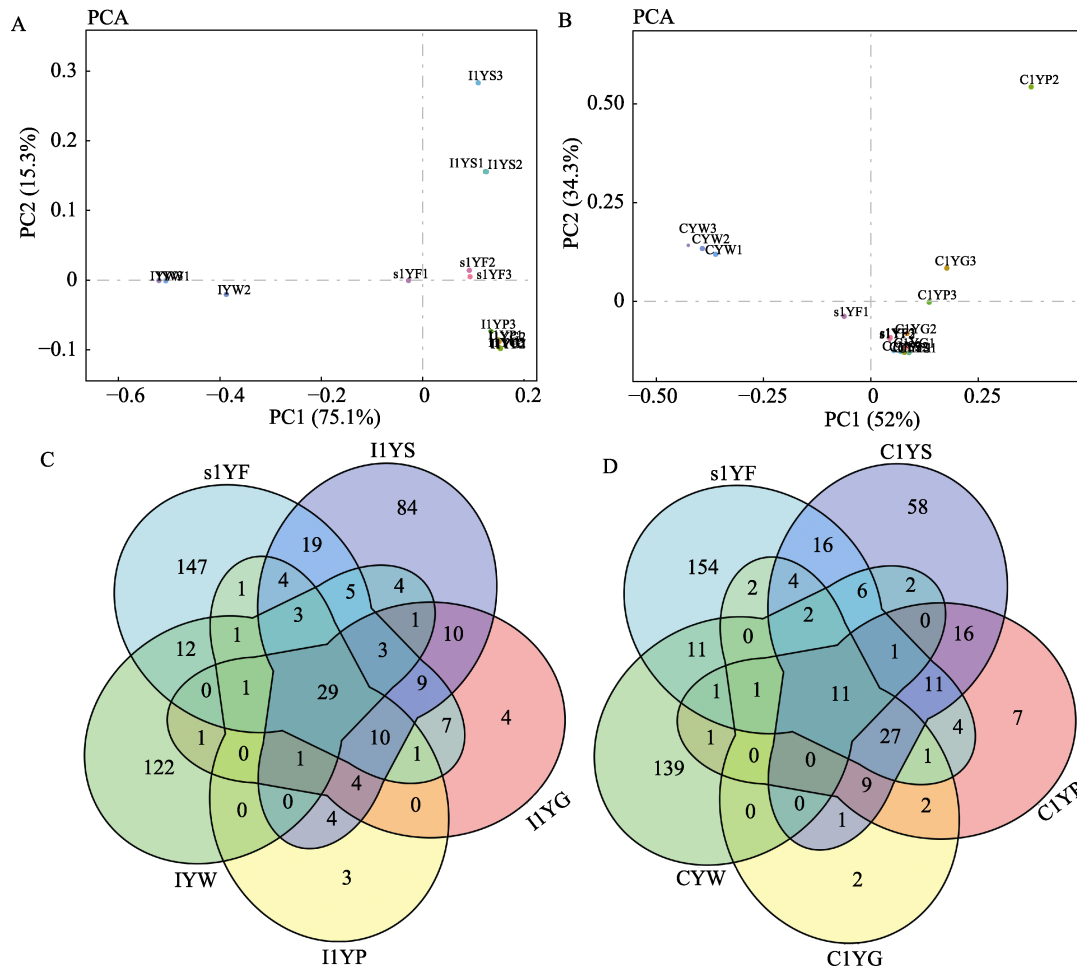 A
PCA
0.3
0.2
0.1
0
−0.1
PC2 (15.3%)
I1YS3
I1YS1 I1YS2
s1YF2
s1YF1
s1YF3
IYW2
I1YP3
−0.6
−0.4
−0.2
0
0.2
PC1 (75.1%)
B
PCA
0.50
0.25
0
PC2 (34.3%)
C1YP2
CYW3
CYW2
CYW1
C1YG3
C1YP3
s1YF1
C1YG2
−0.50
−0.25
0
0.25
PC1 (52%)
C
s1YF
I1YS
I1YG
I1YP
IYW
84
19
147
1
4
5
4
3
1
10
12
1
3
0
1
29
9
4
7
1
0
10
1
1
4
122
0
0
4
0
3
D
s1YF
C1YS
C1YP
C1YG
CYW
58
16
154
2
4
6
2
2
0
16
11
0
1
1
1
11
11
7
4
1
0
27
0
1
9
139
0
0
1
2
2